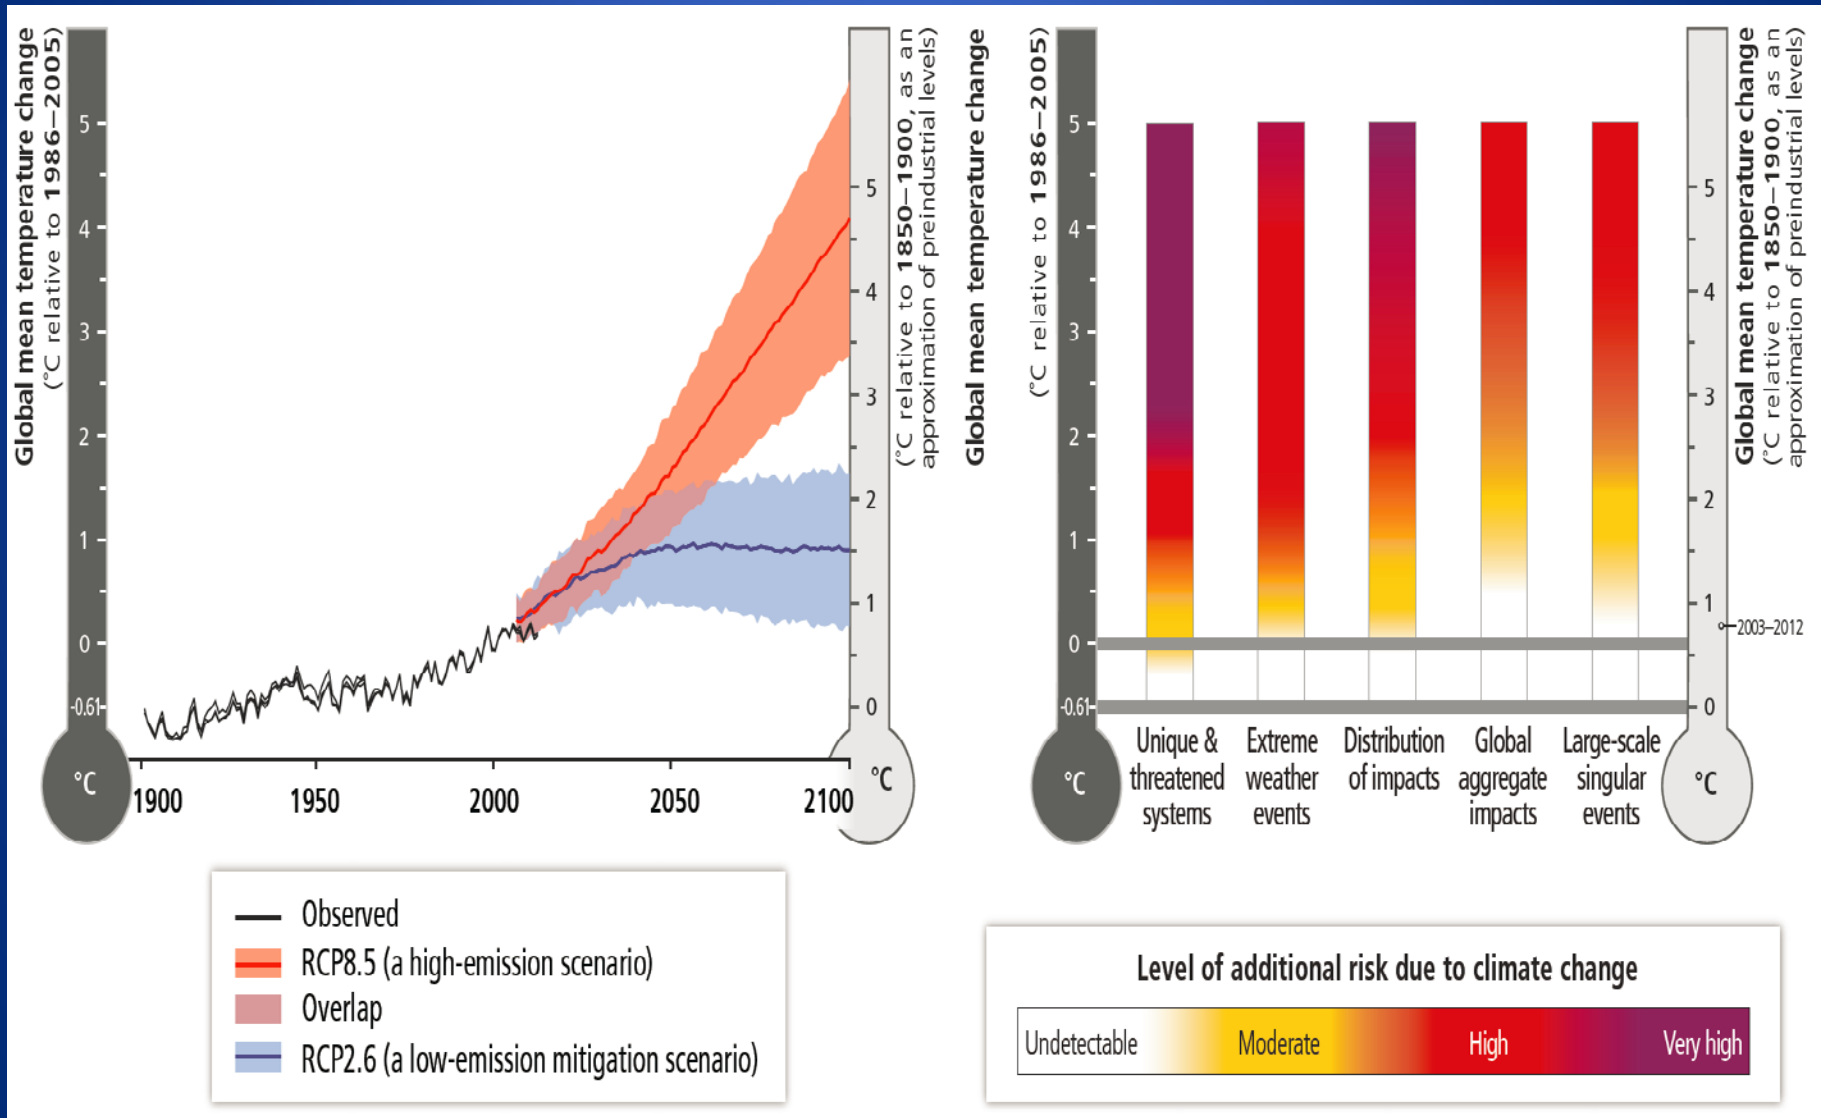 Global mean temperature change
(°C relative to 1986–2005)
5
4
3
2
1
0
-0.61
°C
1900
1950
2000
2050
2100
5
4
3
2
1
0
°C
(°C relative to 1850–1900, as an
approximation of preindustrial levels)
Observed
RCP8.5 (a high-emission scenario)
Overlap
RCP2.6 (a low-emission mitigation scenario)
Global mean temperature change
(°C relative to 1986–2005)
5
4
3
2
1
0
-0.61
°C
Unique &
threatened
systems
Extreme
weather
events
Distribution
of impacts
Global
aggregate
impacts
Large-scale
singular
events
5
4
3
2
1
2003–2012
0
°C
Global mean temperature change
(°C relative to 1850–1900, as an
approximation of preindustrial levels)
Level of additional risk due to climate change
Undetectable
Moderate
High
Very high